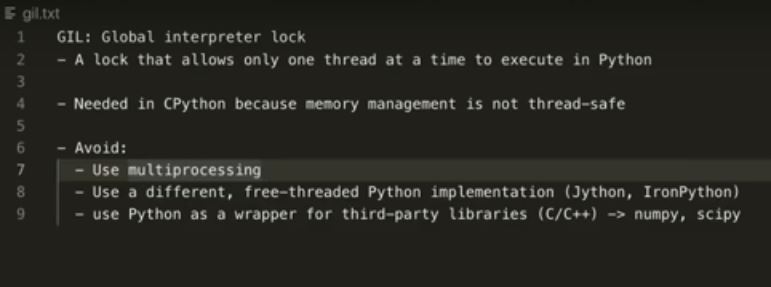 gil.txt
1 GIL: Global interpreter lock
2 - A lock that allows only one thread at a time to execute in Python
3
4 - Needed in CPython because memory management is not thread-safe
5
6 - Avoid:
7 - Use multiprocessing
8 - Use a different, free-threaded Python implementation (Jython, IronPython)
9 - use Python as a wrapper for third-party libraries (C/C++) -> numpy, scipy